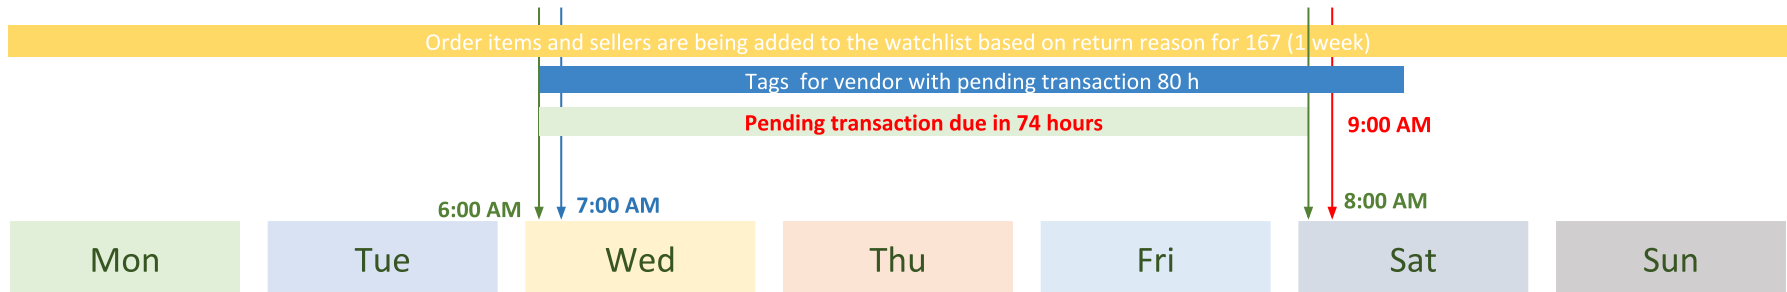 Order items and sellers are being added to the watchlist based on return reason for 167 (1 week)
Tags  for vendor with pending transaction 80 h
Pending transaction due in 74 hours
9:00 AM
6:00 AM
7:00 AM
8:00 AM
Mon
Tue
Wed
Thu
Fri
Sat
Sun